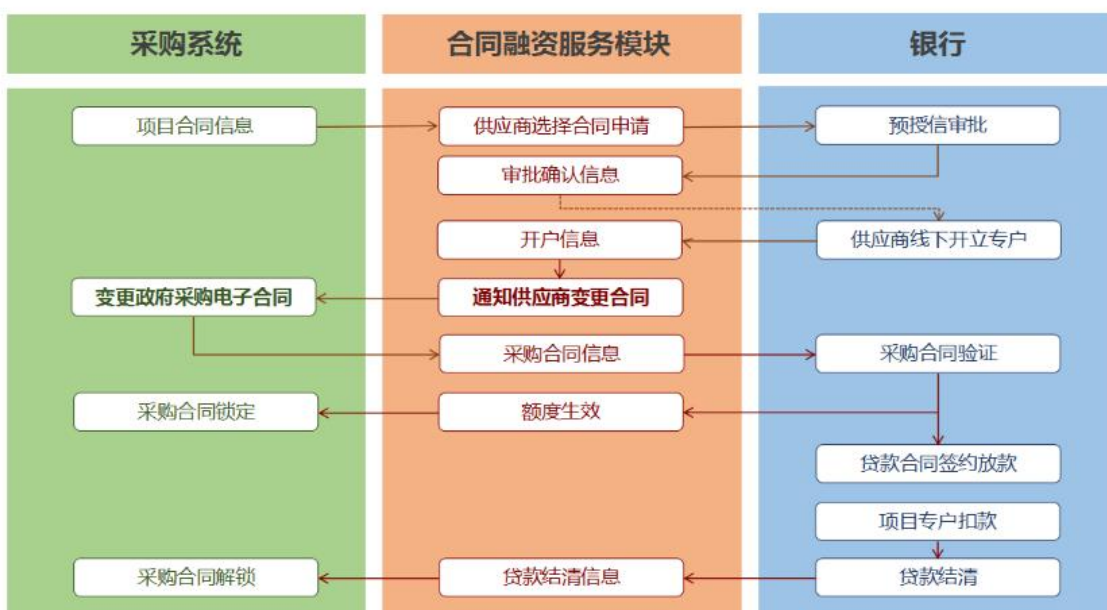 采购系统
合同融资服务模块
银行
项目合同信息
供应商选择合同申请
预授信审批
审批确认信息
开户信息
供应商线下开立专户
变更政府采购电子合同
通知供应商变更合同
采购合同信息
采购合同验证
采购合同锁定
额度生效
贷款合同签约放款
项目专户扣款
采购合同解锁
贷款结清信息
贷款结清